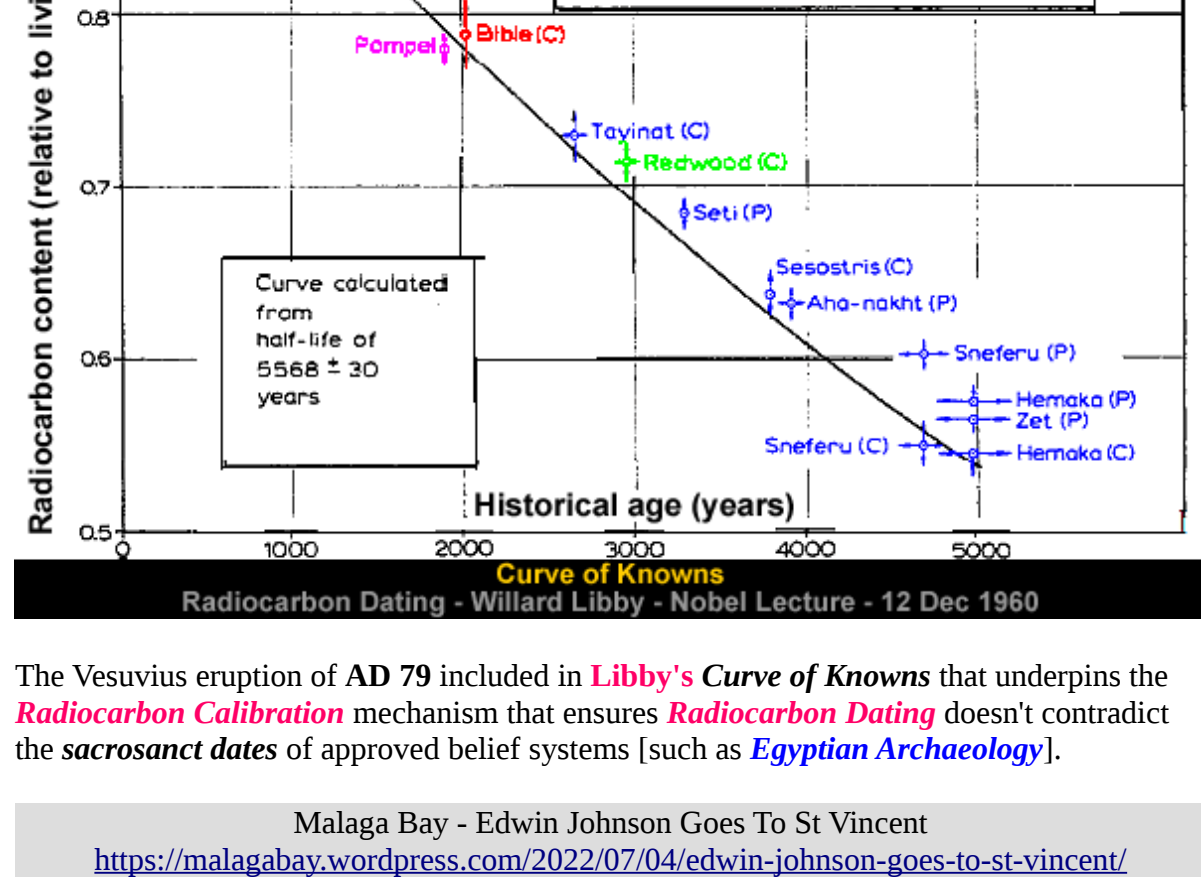 Radiocarbon content (relative to livi
0.8
Bible (C)
Pompei
Tayinat (C)
Redwood (C)
0.7
Seti (P)
Sesostris (C)
Aha-nakht (P)
Curve calculated
from
half-life of
5568 ± 30
years
0.6
Sneferu (P)
Hemaka (P)
Zet (P)
Sneferu (C)
Hemaka (C)
Historical age (years)
0.5
0 1000 2000 3000 4000 5000
Curve of Knowns
Radiocarbon Dating - Willard Libby - Nobel Lecture - 12 Dec 1960
The Vesuvius eruption of AD 79 included in Libby's Curve of Knowns that underpins the
Radiocarbon Calibration mechanism that ensures Radiocarbon Dating doesn't contradict
the sacrosanct dates of approved belief systems [such as Egyptian Archaeology].
Malaga Bay - Edwin Johnson Goes To St Vincent
https://malagabay.wordpress.com/2022/07/04/edwin-johnson-goes-to-st-vincent/